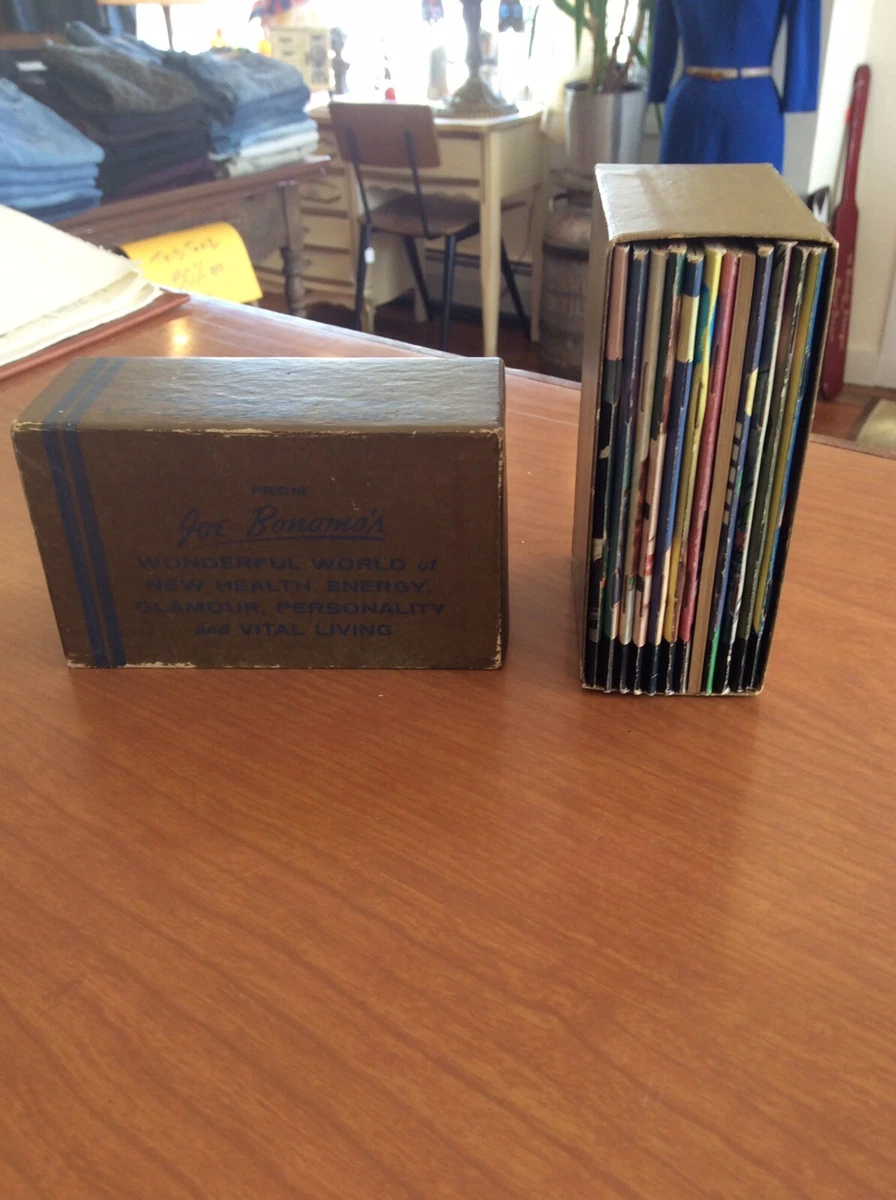 FROM
Joe Bonomo's
WONDERFUL WORLD of
NEW HEALTH, ENERGY,
GLAMOUR, PERSONALITY
and VITAL LIVING